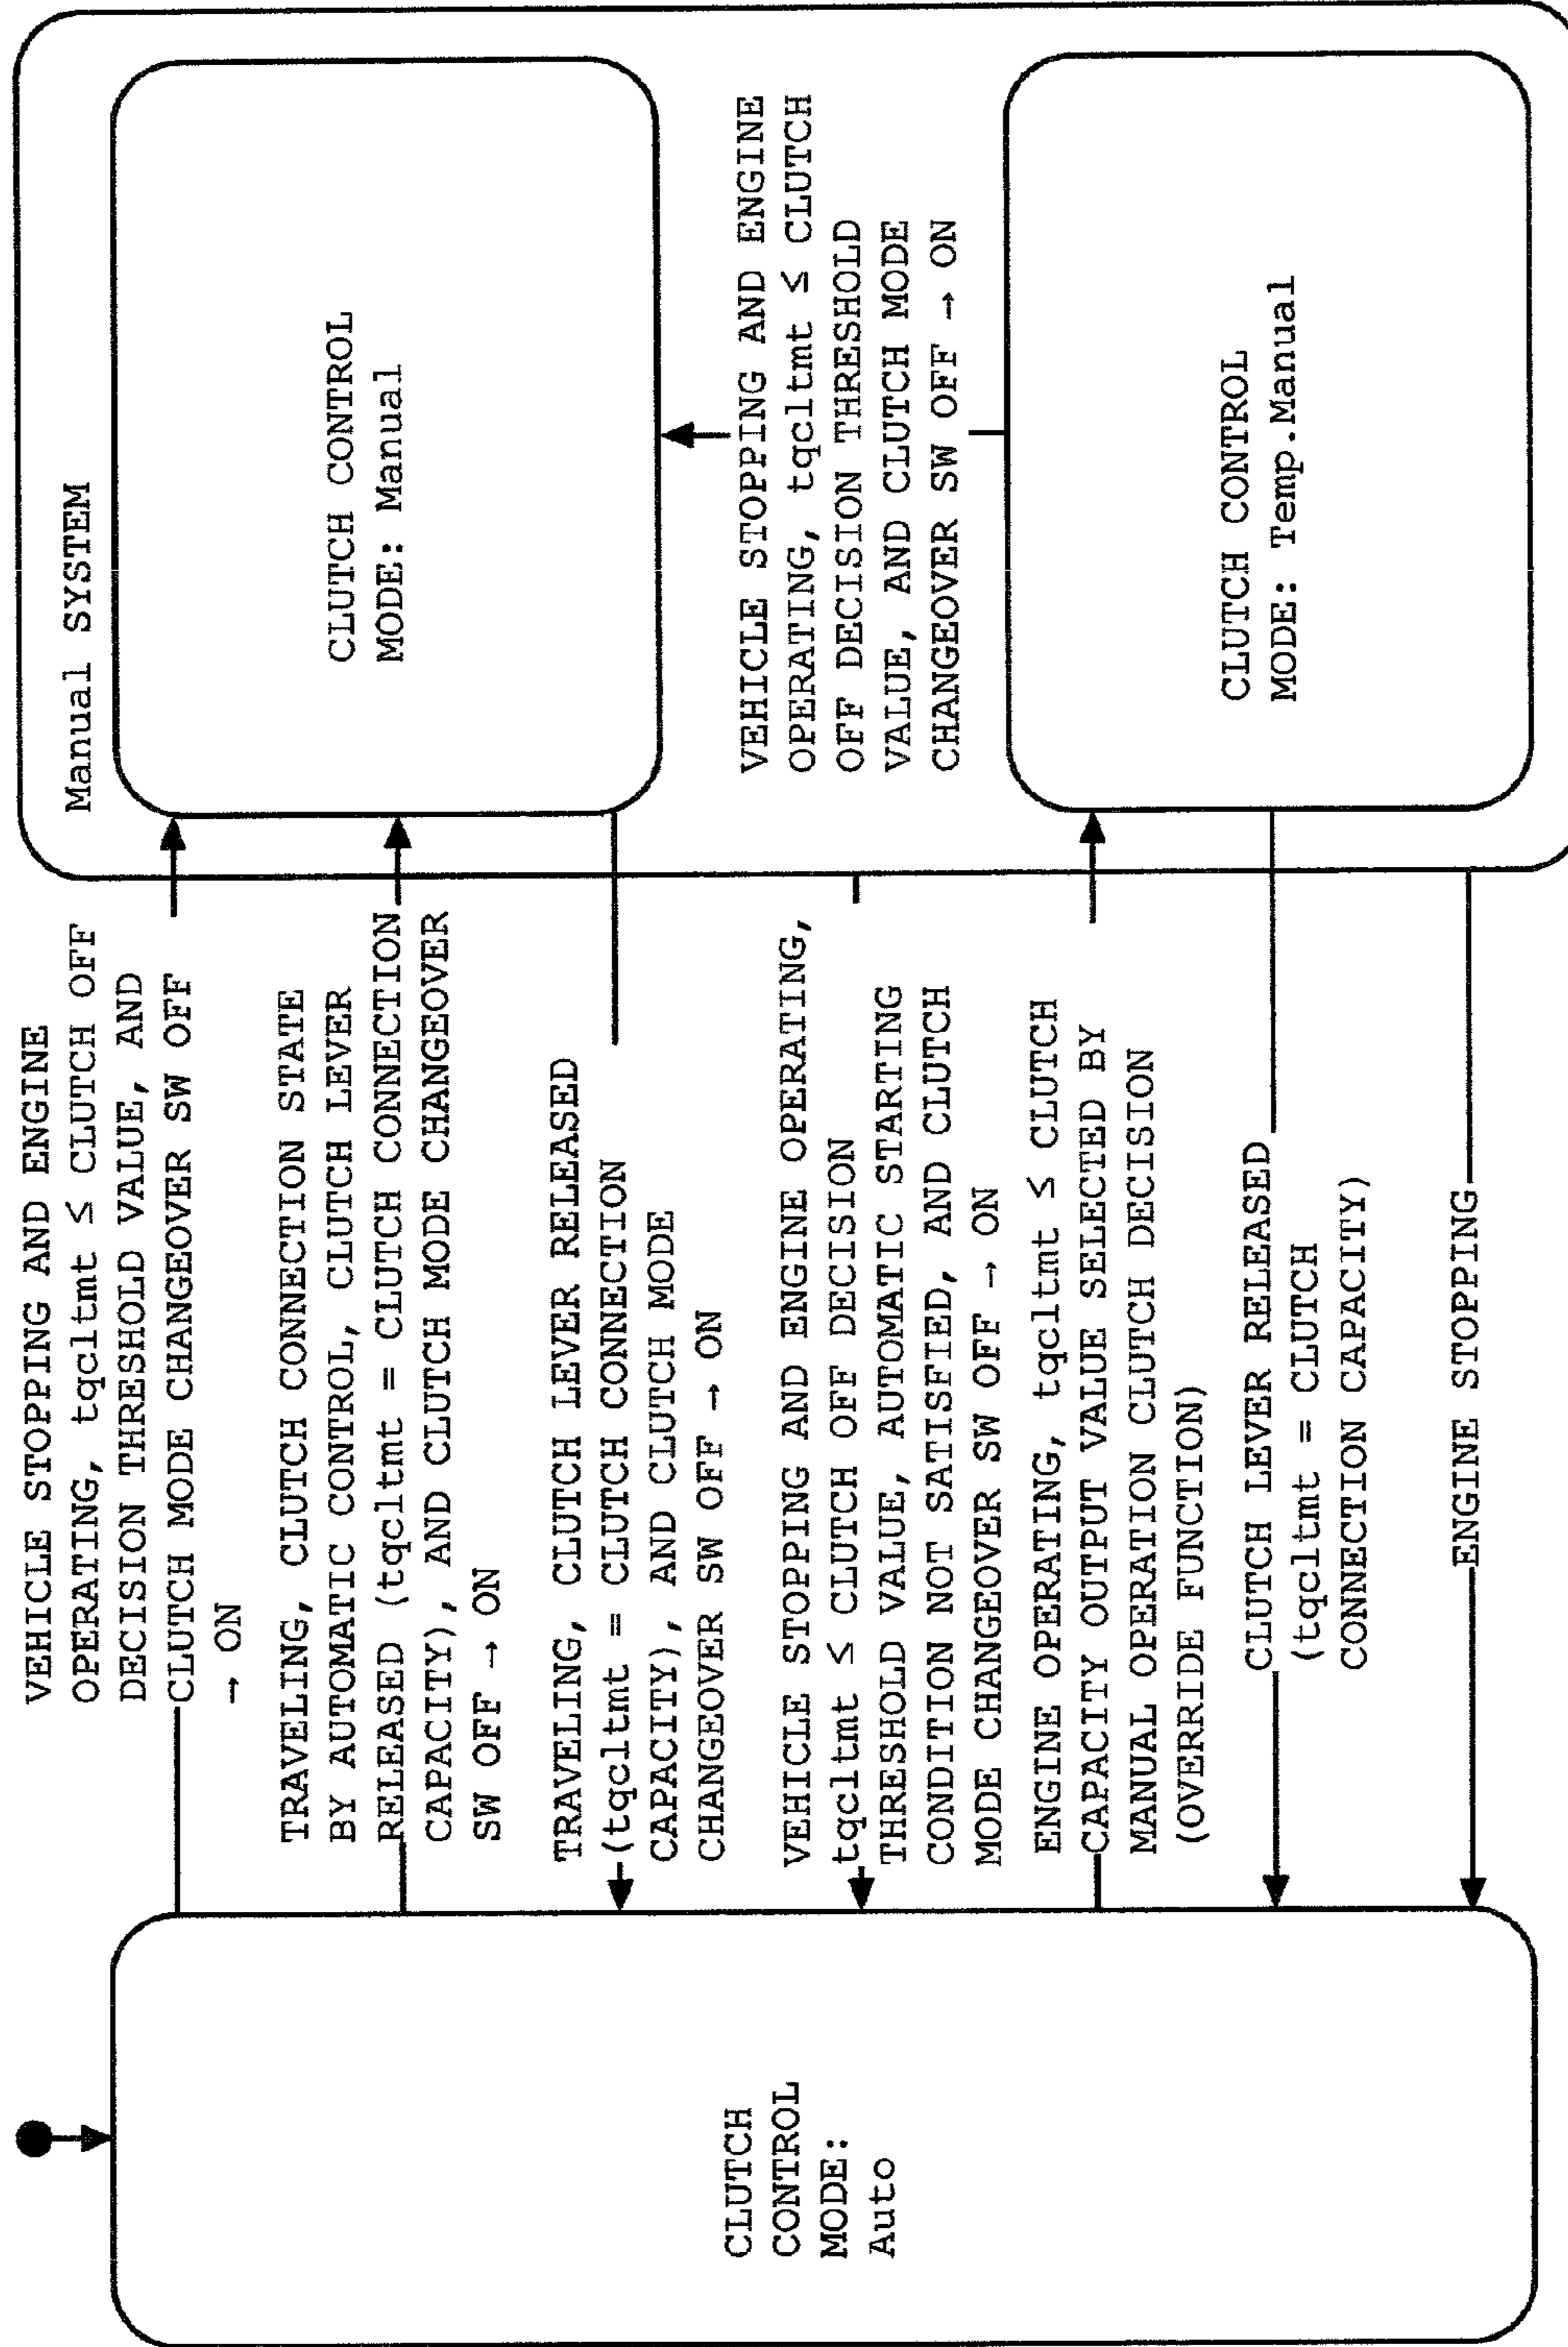 CLUTCH
CONTROL
MODE:
Auto
VEHICLE STOPPING AND ENGINE
OPERATING, tqcltmt ≤ CLUTCH OFF
DECISION THRESHOLD VALUE, AND
CLUTCH MODE CHANGEOVER SW OFF
→ ON
TRAVELING, CLUTCH CONNECTION STATE
BY AUTOMATIC CONTROL, CLUTCH LEVER
RELEASED (tqcltmt = CLUTCH CONNECTION
CAPACITY), AND CLUTCH MODE CHANGEOVER
SW OFF → ON
TRAVELING, CLUTCH LEVER RELEASED
(tqcltmt = CLUTCH CONNECTION
CAPACITY), AND CLUTCH MODE
CHANGEOVER SW OFF → ON
VEHICLE STOPPING AND ENGINE OPERATING,
tqcltmt ≤ CLUTCH OFF DECISION
THRESHOLD VALUE, AUTOMATIC STARTING
CONDITION NOT SATISFIED, AND CLUTCH
MODE CHANGEOVER SW OFF → ON
ENGINE OPERATING, tqcltmt ≤ CLUTCH
CAPACITY OUTPUT VALUE SELECTED BY
MANUAL OPERATION CLUTCH DECISION
(OVERRIDE FUNCTION)
CLUTCH LEVER RELEASED
(tqcltmt = CLUTCH
CONNECTION CAPACITY)
ENGINE STOPPING
Manual SYSTEM
CLUTCH CONTROL
MODE: Manual
VEHICLE STOPPING AND ENGINE
OPERATING, tqcltmt ≤ CLUTCH
OFF DECISION THRESHOLD
VALUE, AND CLUTCH MODE
CHANGEOVER SW OFF → ON
CLUTCH CONTROL
MODE: Temp.Manual